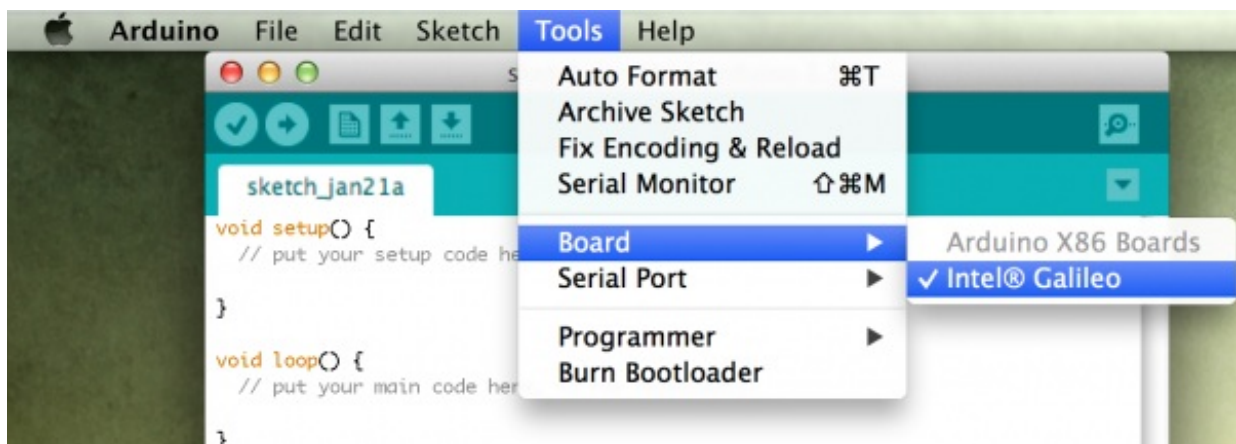 Arduino File Edit Sketch Tools Help
Auto Format ⌘T
Archive Sketch
Fix Encoding & Reload
Serial Monitor ⇧⌘M
Board
Serial Port
Programmer
Burn Bootloader
Arduino X86 Boards
✓ Intel® Galileo
sketch_jan21a
void setup() {
// put your setup code he
}
void loop() {
// put your main code her
}